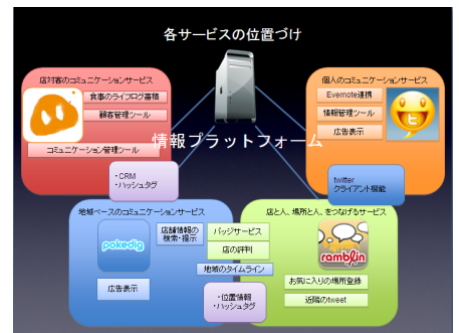 各サービスの位置づけ
店対客のコミュニケーションサービス
食事のライフログ蓄積
顧客管理ツール
コミュニケーション管理ツール
個人のコミュニケーションサービス
Evernote連携
情報管理ツール
広告表示
情報プラットフォーム
・CRM
・ハッシュタグ
twitter
クライアント機能
地域ベースのコミュニケーションサービス
pokedig
店舗情報の
検索・掲示
広告表示
バッジサービス
店の評判
地域のタイムライン
・位置情報
・ハッシュタグ
店と人、場所と人、をつなげるサービス
ramblin
お気に入りの場所登録
近隣のtweet